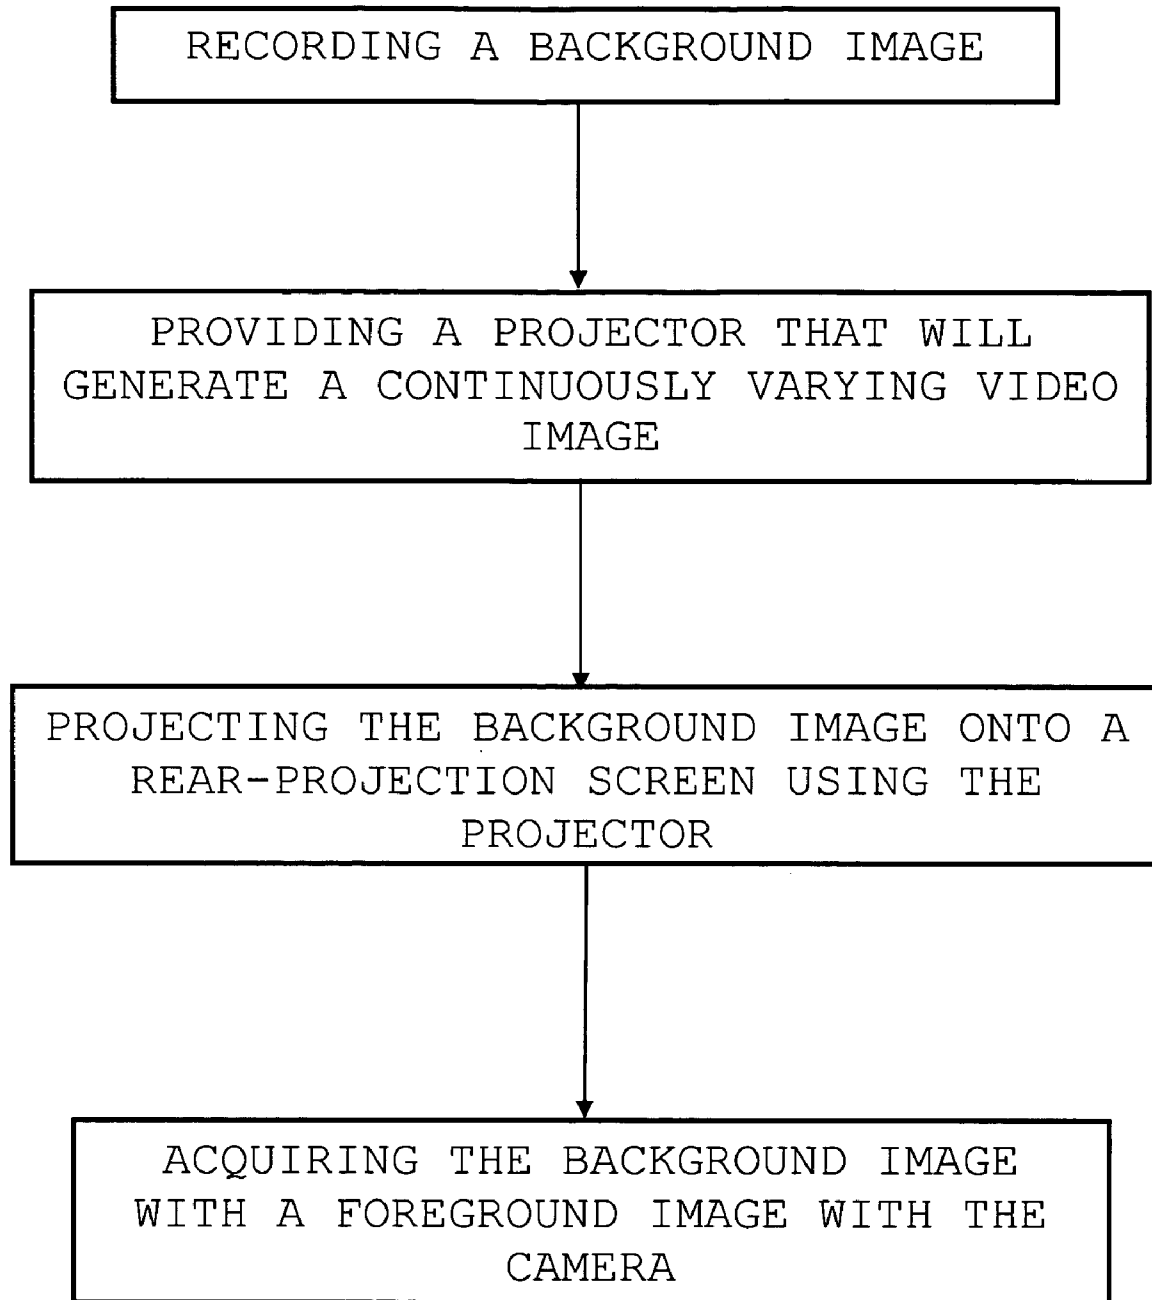 RECORDING A BACKGROUND IMAGE
PROVIDING A PROJECTOR THAT WILL
GENERATE A CONTINUOUSLY VARYING VIDEO
IMAGE
PROJECTING THE BACKGROUND IMAGE ONTO A
REAR-PROJECTION SCREEN USING THE
PROJECTOR
ACQUIRING THE BACKGROUND IMAGE
WITH A FOREGROUND IMAGE WITH THE
CAMERA